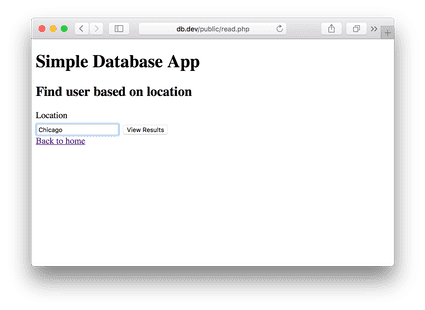 db.dev/public/read.php
Simple Database App
Find user based on location
Location
Chicago View Results
Back to home